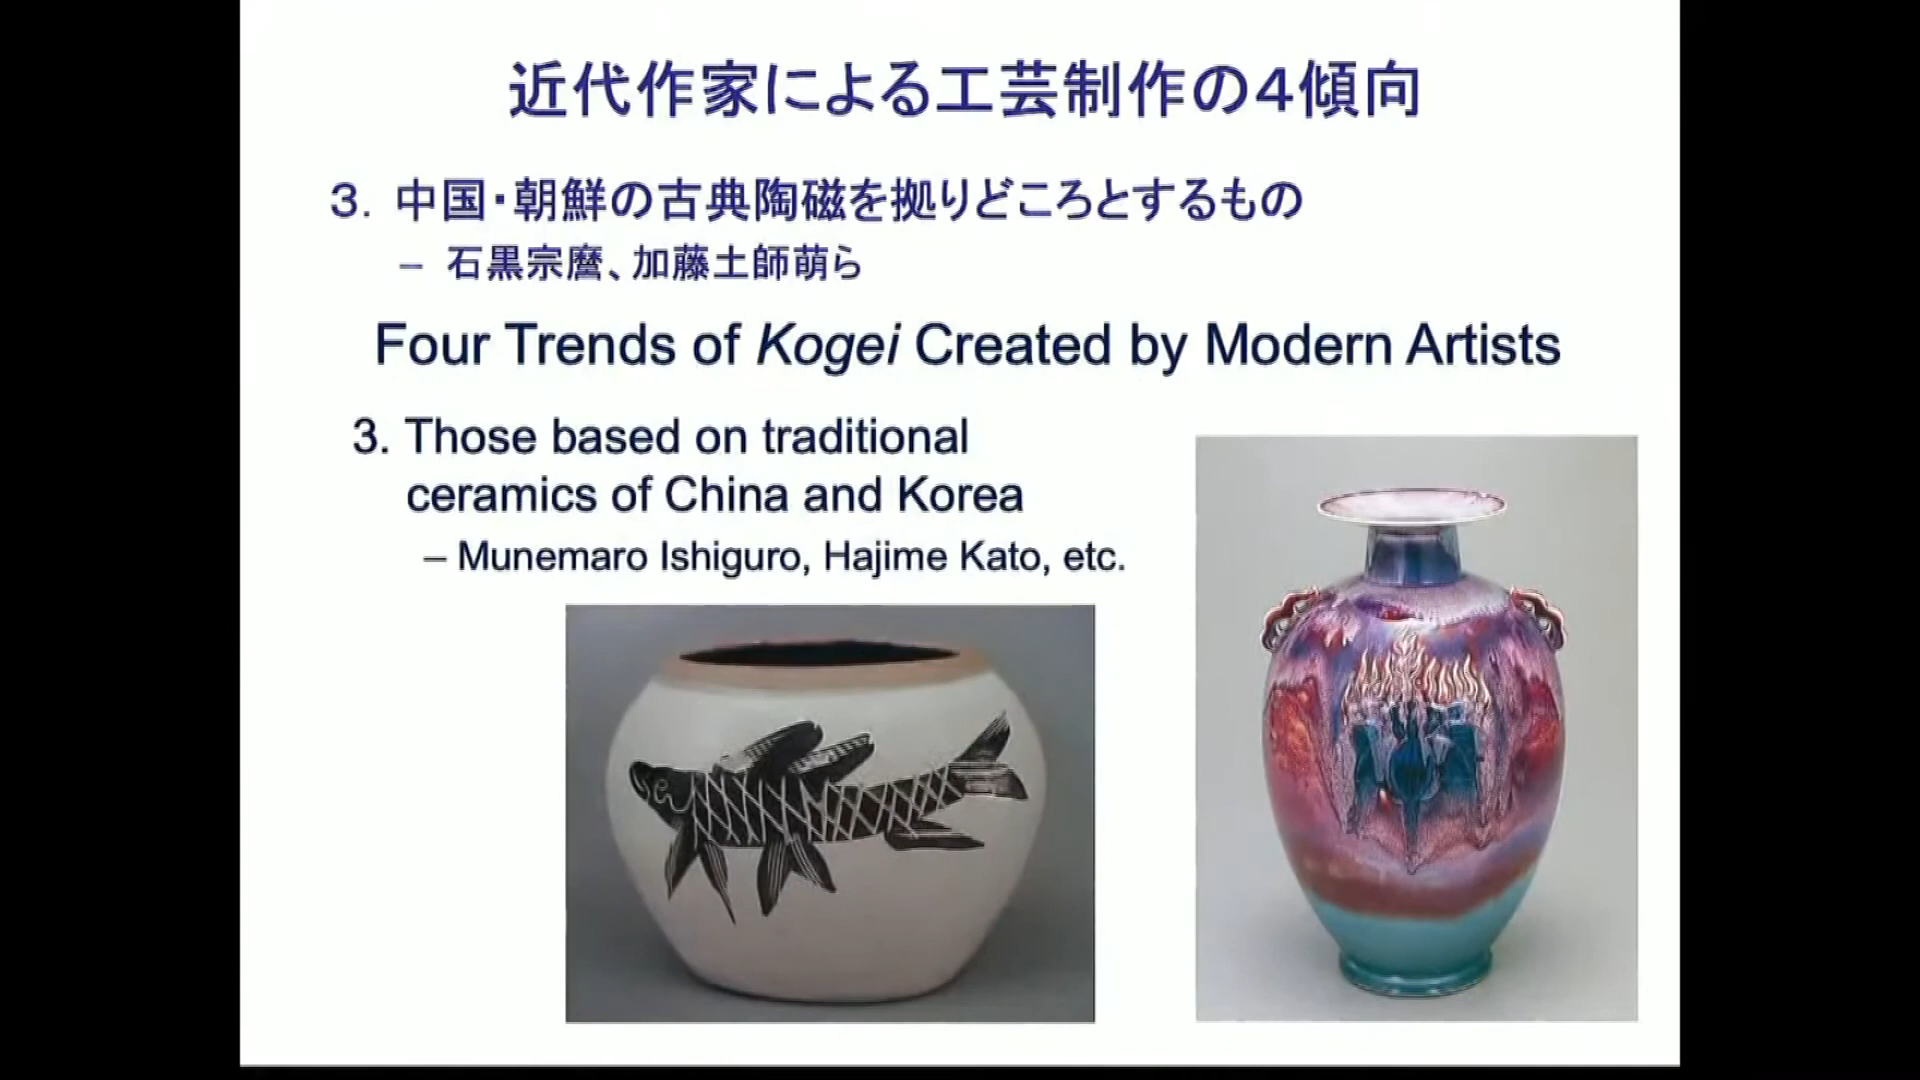 近代作家による工芸制作の４傾向
３．中国・朝鮮の古典陶磁を拠りどころとするもの
– 石黒宗麿、加藤土師萌ら
Four Trends of Kogei Created by Modern Artists
3. Those based on traditional
ceramics of China and Korea
– Munemaro Ishiguro, Hajime Kato, etc.